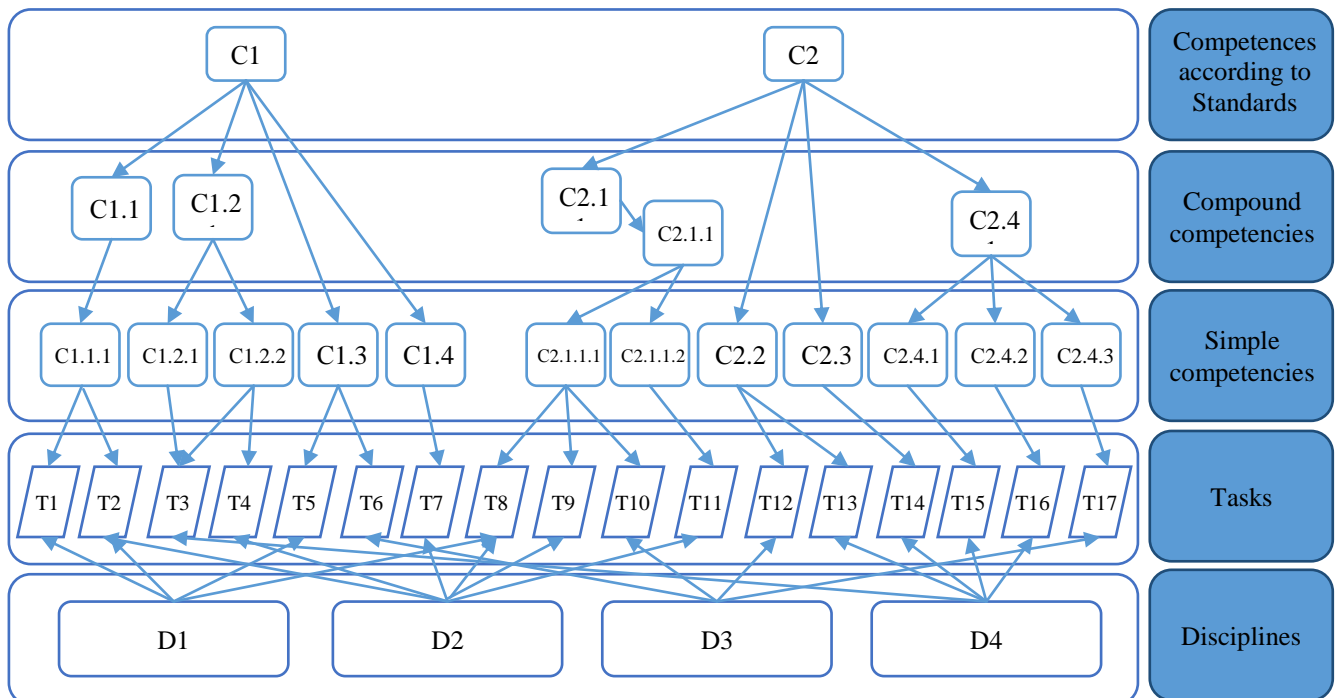 C1
C2
Competences
according to
Standards
C1.1
C1.2
C2.1
C2.1.1
C2.4
Compound
competencies
C1.1.1
C1.2.1
C1.2.2
C1.3
C1.4
C2.1.1.1
C2.1.1.2
C2.2
C2.3
C2.4.1
C2.4.2
C2.4.3
Simple
competencies
T1
T2
T3
T4
T5
T6
T7
T8
T9
T10
T11
T12
T13
T14
T15
T16
T17
Tasks
D1
D2
D3
D4
Disciplines